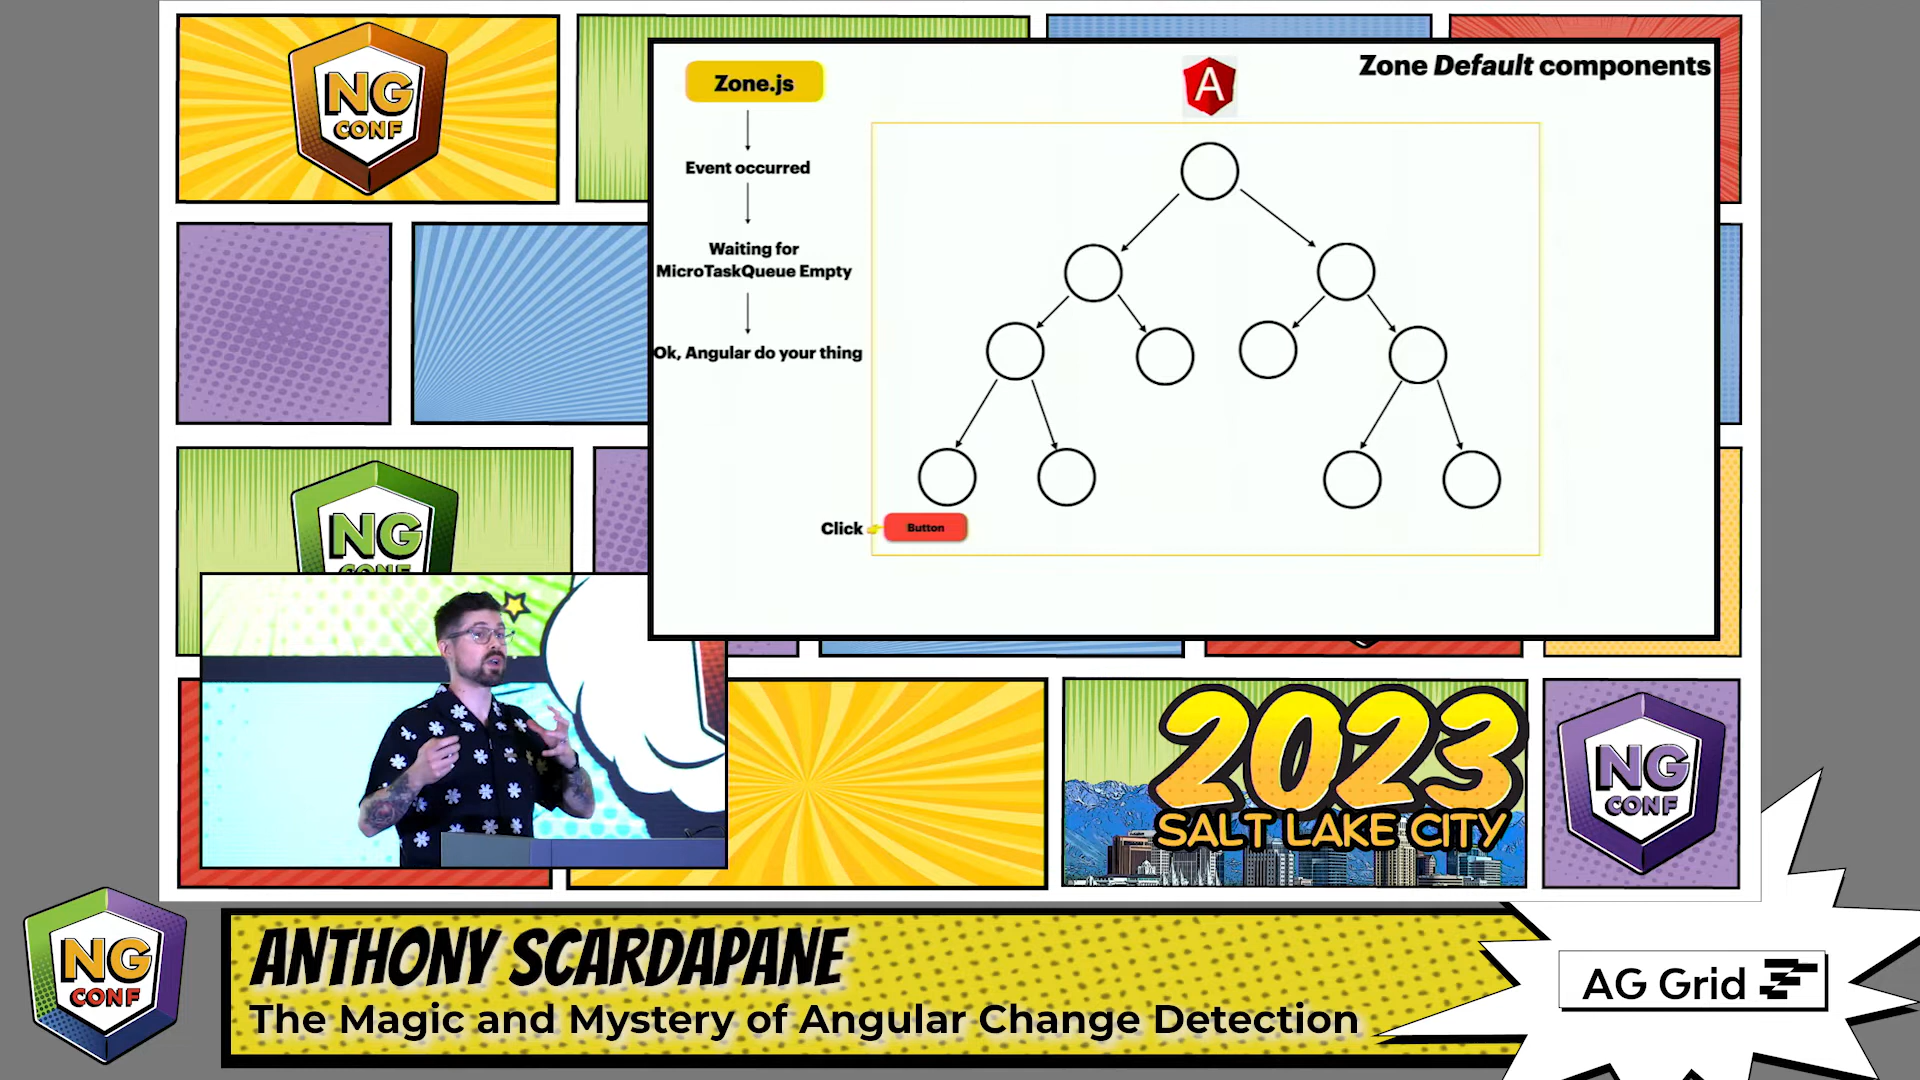 NG
CONF
Zone.js
Event occurred
Waiting for
MicroTaskQueue Empty
Ok, Angular do your thing
A
Zone Default components
Click
Button
NG
CONF
2023
SALT LAKE CITY
NG
CONF
NG
CONF
ANTHONY SCARDAPANE
The Magic and Mystery of Angular Change Detection
AG Grid